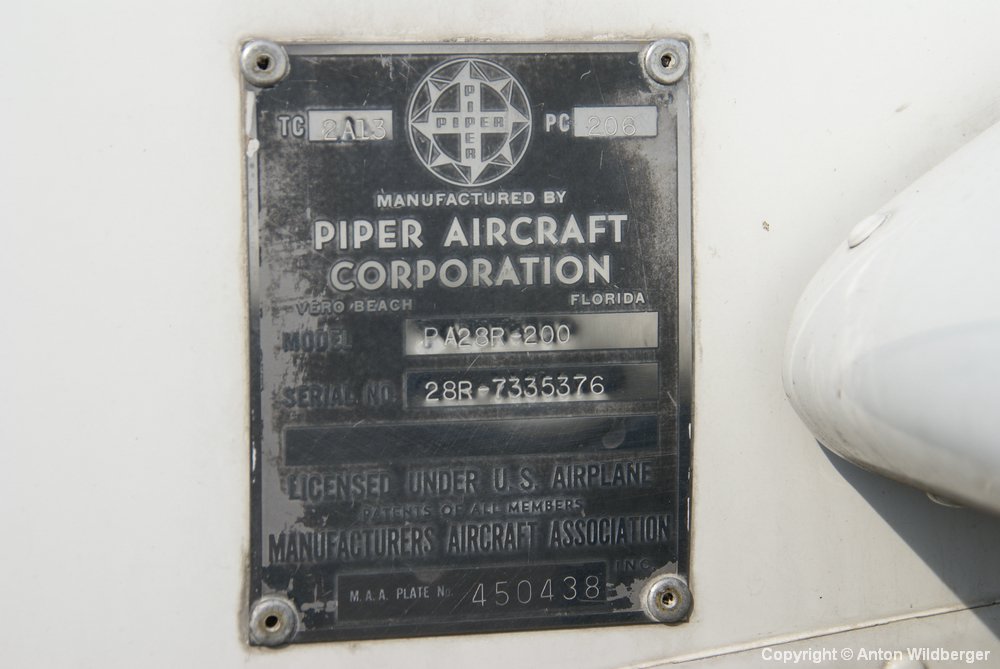 TC 2A13 PC 206
PIPER
PIPER
MANUFACTURED BY
PIPER AIRCRAFT
CORPORATION
VERO BEACH FLORIDA
MODEL PA28R-200
SERIAL NO. 28R-7335376
LICENSED UNDER U.S. AIRPLANE
PATENTS OF ALL MEMBERS
MANUFACTURERS AIRCRAFT ASSOCIATION
INC.
M.A.A. PLATE No. 450438
Copyright © Anton Wildberger